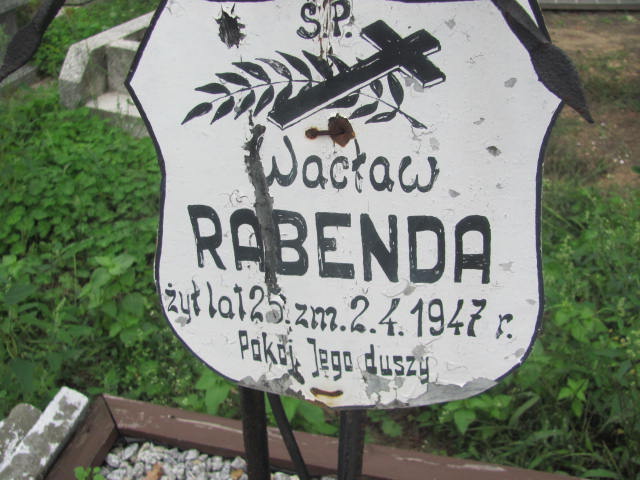 Ś.P.
Wacław
RABENDA
żył lat 25. zm. 2.4.1947 r.
Pokój Jego duszy